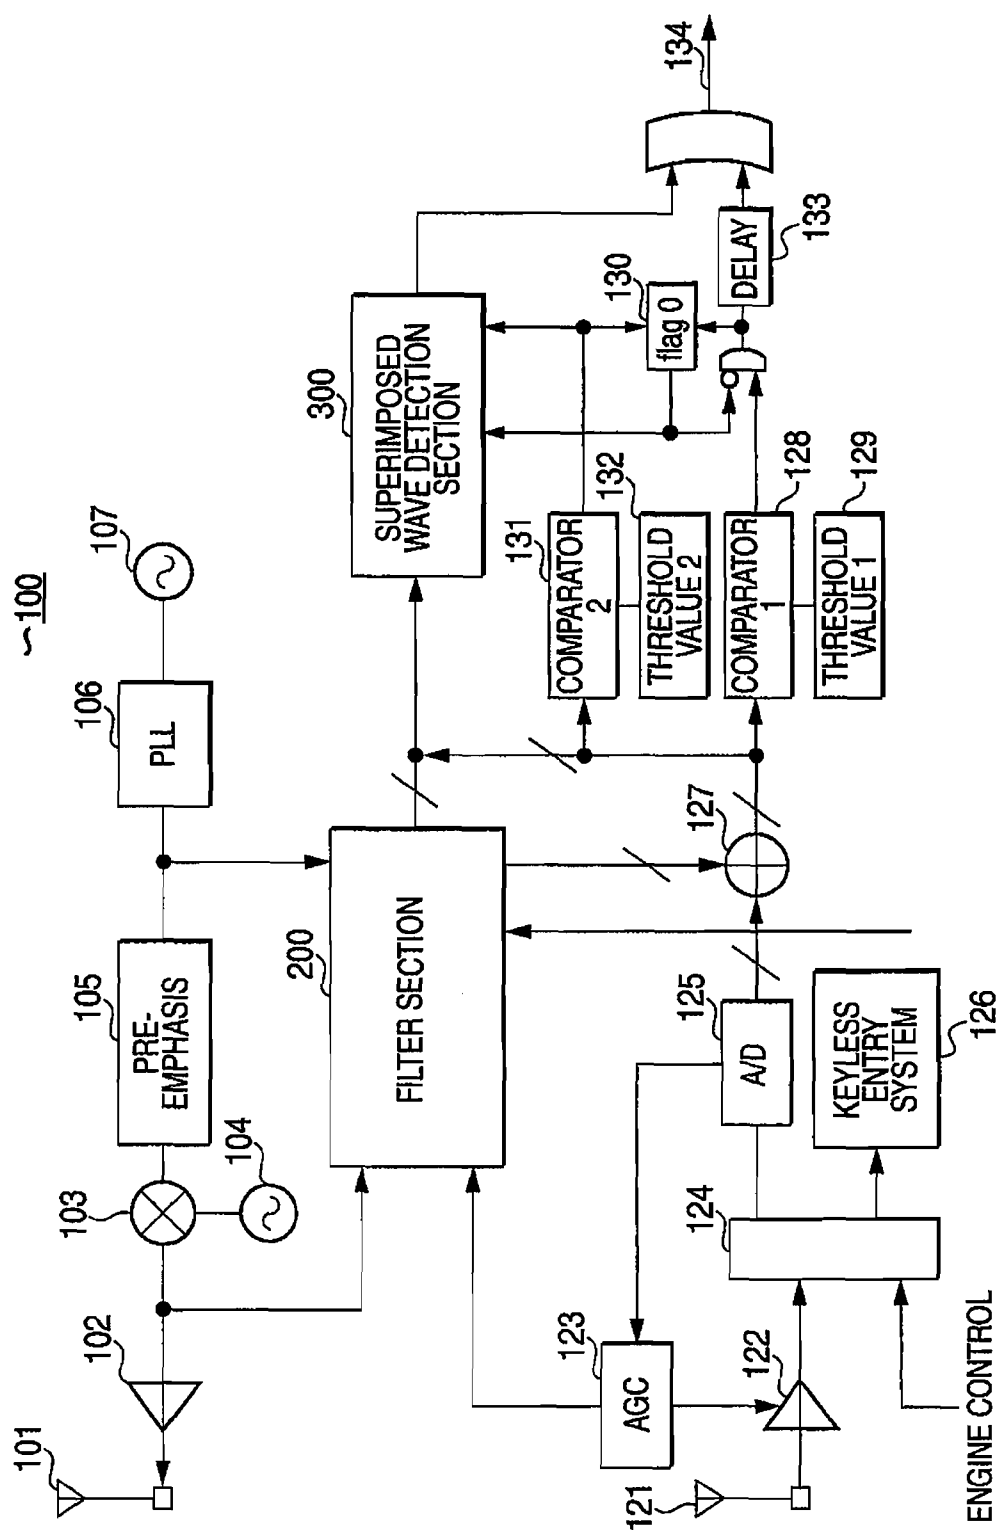 ~100
101
102
103
104
105
PRE-
EMPHASIS
106
PLL
107
200
FILTER SECTION
300
SUPERIMPOSED
WAVE DETECTION
SECTION
121
122
123
AGC
124
125
A/D
126
KEYLESS
ENTRY
SYSTEM
127
131
COMPARATOR
2
132
THRESHOLD
VALUE 2
128
COMPARATOR
1
129
THRESHOLD
VALUE 1
130
flag 0
133
DELAY
134
ENGINE CONTROL